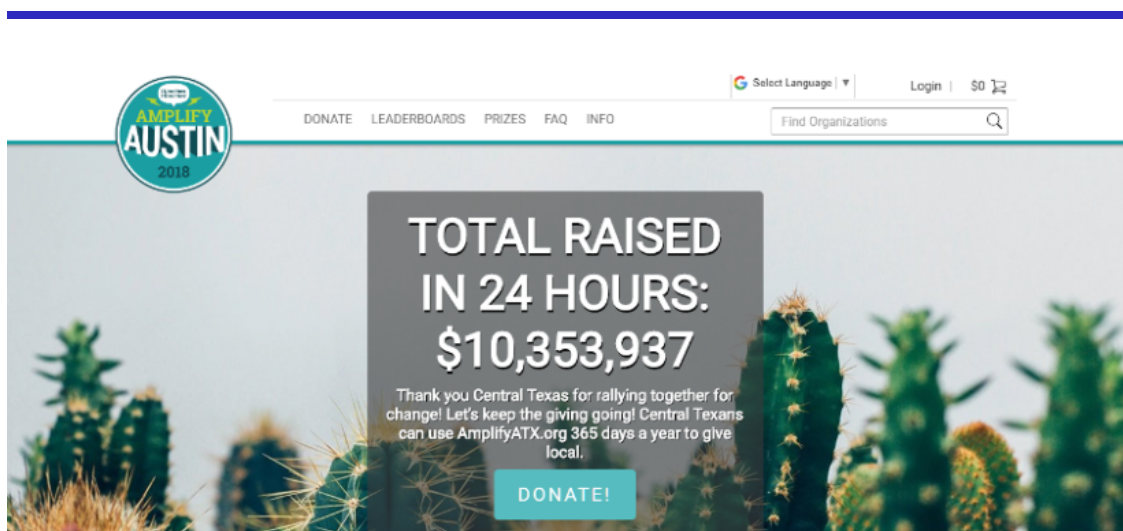 Select Language
▼
Login
$0
AMPLIFY
AUSTIN
2018
DONATE
LEADERBOARDS
PRIZES
FAQ
INFO
Find Organizations
TOTAL RAISED
IN 24 HOURS:
$10,353,937
Thank you Central Texas for rallying together for
change! Let's keep the giving going! Central Texans
can use AmplifyATX.org 365 days a year to give
local.
DONATE!